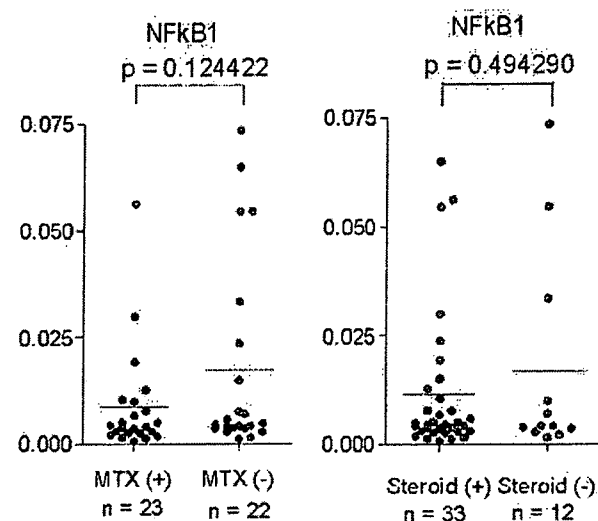 NFkB1
p = 0.124422
0.075
0.050
0.025
0.000
MTX (+) MTX (-)
n = 23 n = 22
NFkB1
p = 0.494290
0.075
0.050
0.025
0.000
Steroid (+) Steroid (-)
n = 33 n = 12